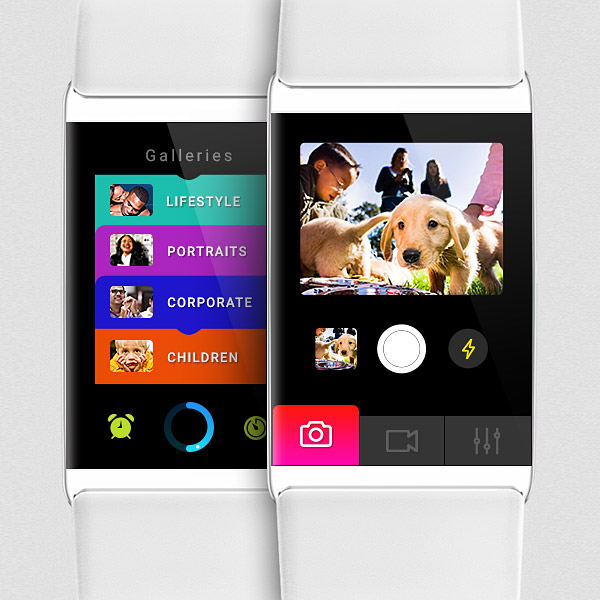 Galleries
LIFESTYLE
PORTRAITS
CORPORATE
CHILDREN